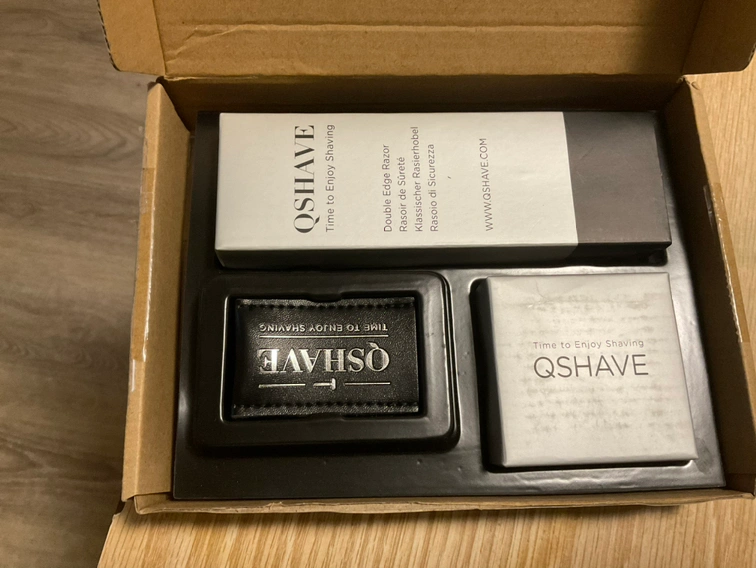 QSHAVE
Time to Enjoy Shaving
Double Edge Razor
Rasoir de Sûreté
Klassischer Rasierhobel
Rasoio di Sicurezza
WWW.QSHAVE.COM
QSHAVE
TIME TO ENJOY SHAVING
Time to Enjoy Shaving
QSHAVE